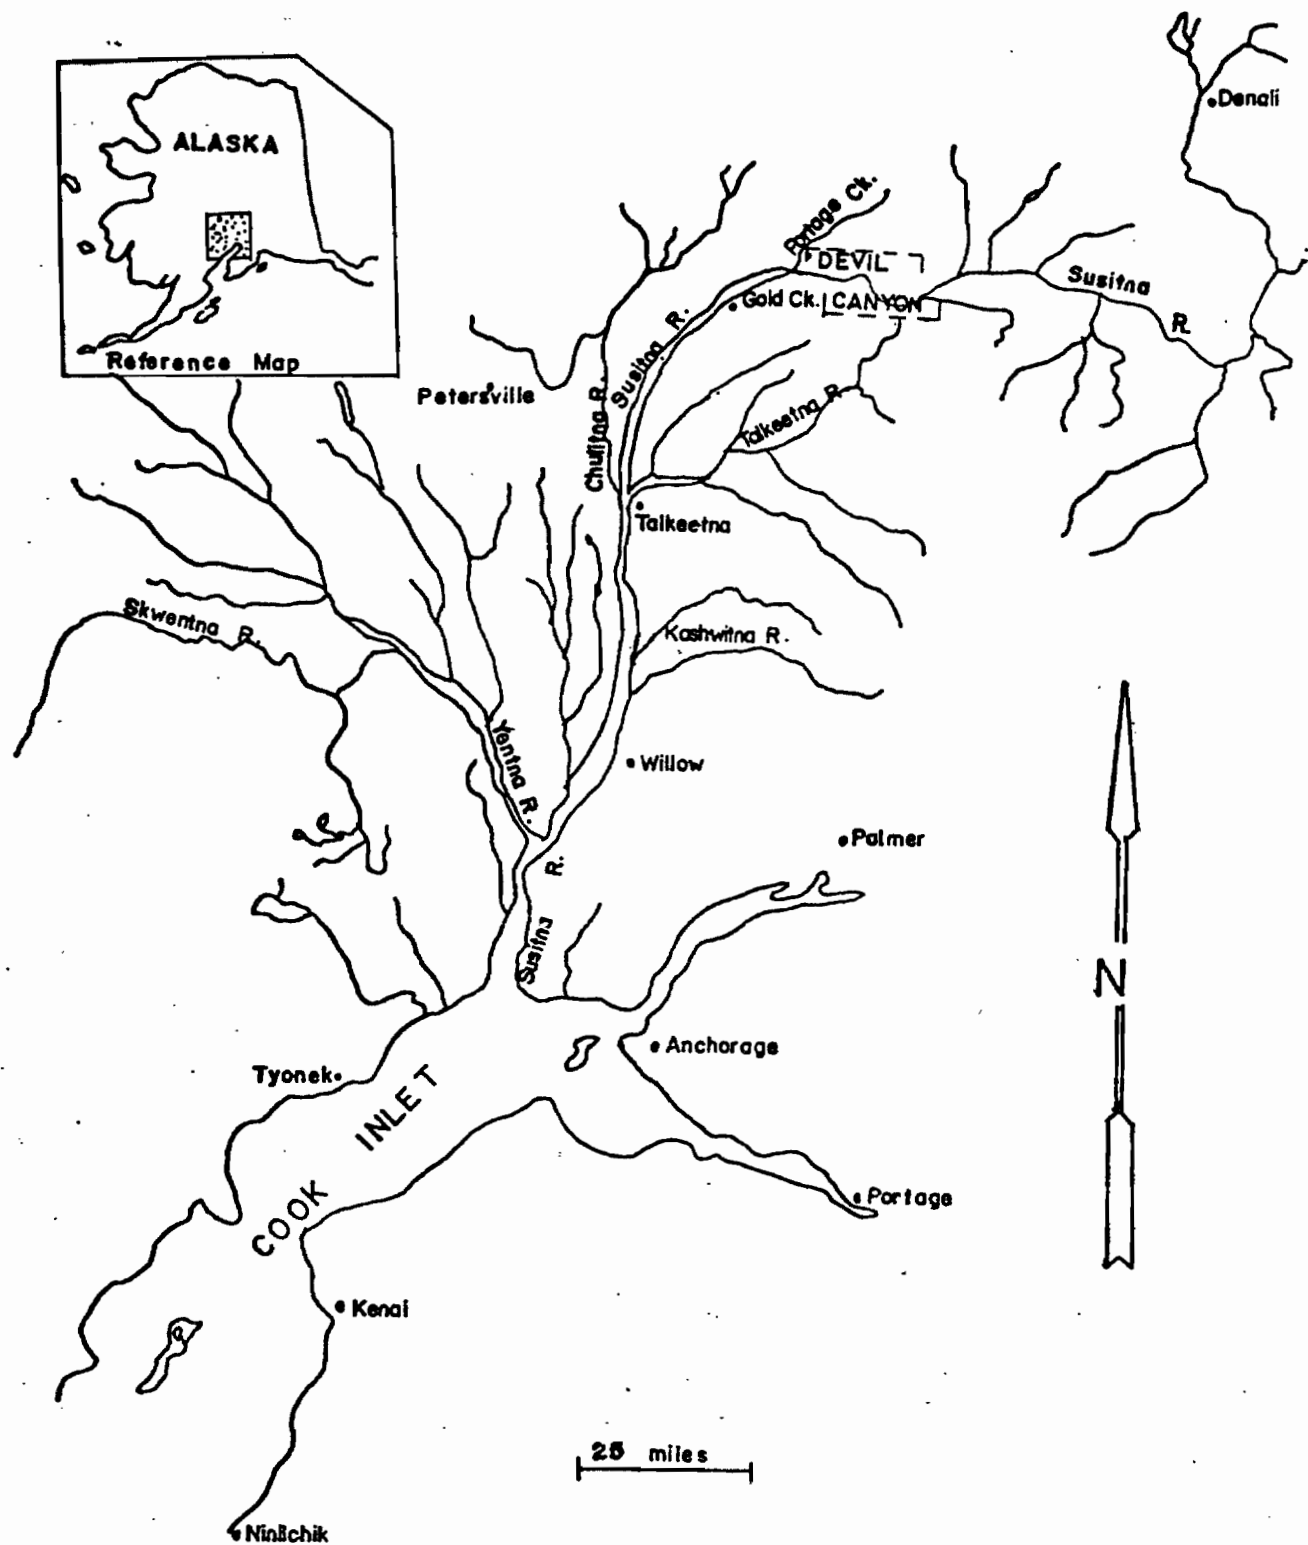 ALASKA
Reference Map
Denali
Portage Ck.
DEVIL
CANYON
Gold Ck.
Susitna
R.
Susitna R.
Petersville
Chulitna R.
Talkeetna R.
Talkeetna
Skwentna R.
Kashwitna R.
Yentna R.
Willow
Palmer
Susitna R.
N
Anchorage
Tyonek
COOK INLET
Portage
Kenai
25 miles
Ninilchik